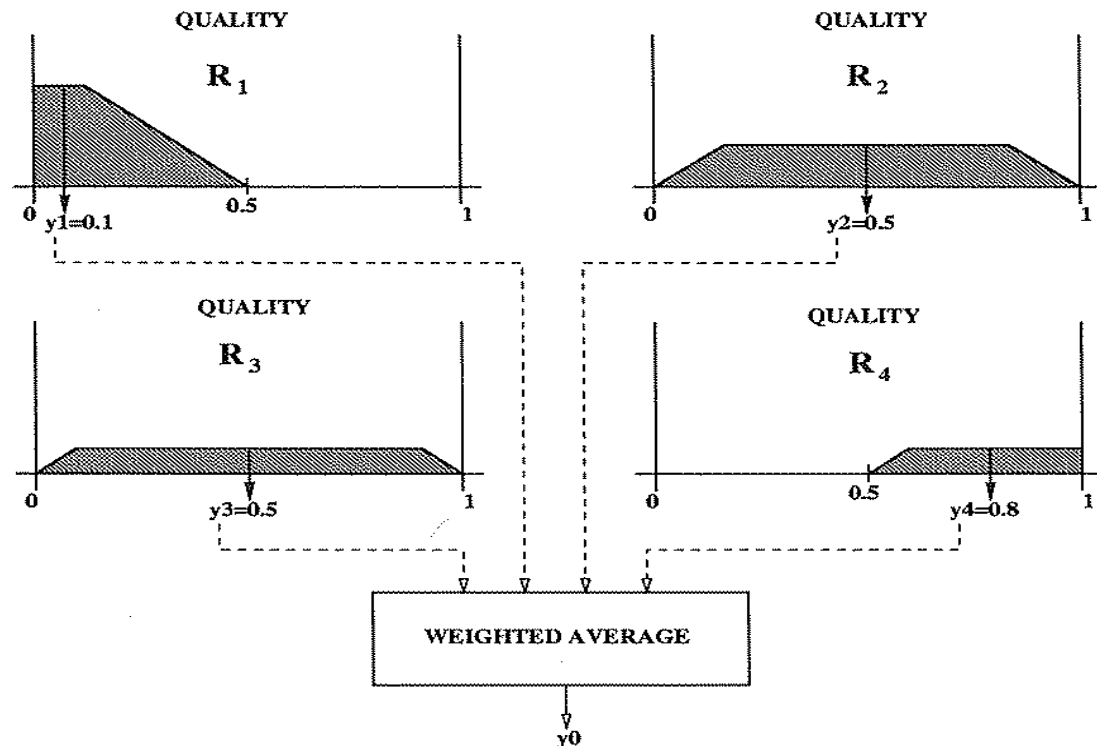 QUALITY
R1
0
0.5
1
y1=0.1
QUALITY
R2
0
1
y2=0.5
QUALITY
R3
0
1
y3=0.5
QUALITY
R4
0
0.5
1
y4=0.8
WEIGHTED AVERAGE
y0